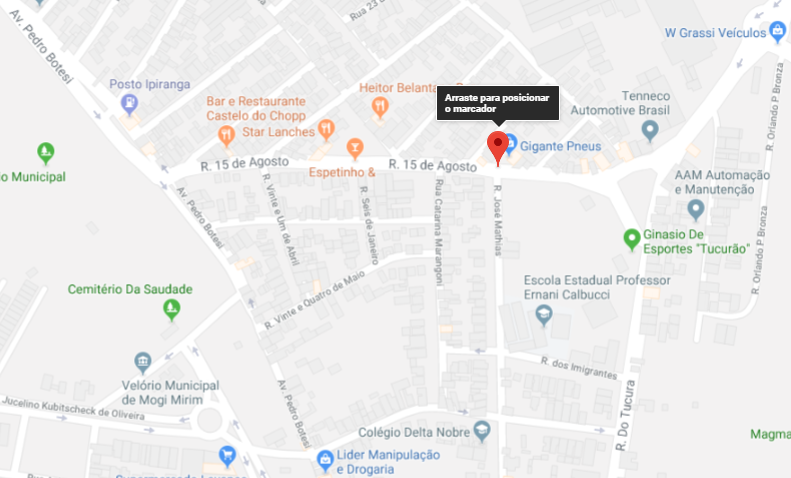 Rua 23
Av. Pedro Botesi
W Grassi Veículos
Posto Ipiranga
Heitor Belanta
Arraste para posicionar
o marcador
Tenneco
Automotive Brasil
Bar e Restaurante
Castelo do Chopp
Star Lanches
Gigante Pneus
R. Orlando P Bronza
R. 15 de Agosto
R. 15 de Agosto
Espetinho &
io Municipal
AAM Automação
e Manutenção
Av. Pedro Botesi
R. Vinte e Um de Abril
R. Seis de Janeiro
Rua Catarina Marangoni
R. José Mathias
R. Orlando P Bronza
Ginasio De
Esportes "Tucurão"
Cemitério Da Saudade
R. Vinte e Quatro de Maio
Escola Estadual Professor
Ernani Calbucci
Velório Municipal
de Mogi Mirim
R. dos Imigrantes
Av. Pedro Botesi
Jucelino Kubitscheck de Oliveira
R. Do Tucura
Colégio Delta Nobre
Magma
Lider Manipulação
e Drogaria